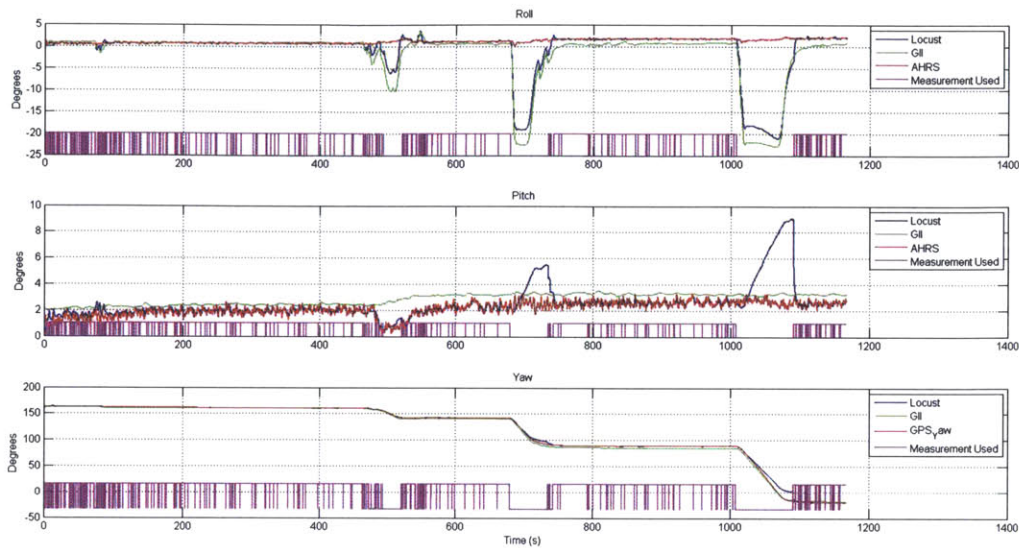 Roll
Degrees
5
0
-5
-10
-15
-20
-25
0 200 400 600 800 1000 1200 1400
Time (s)
Locust
GII
AHRS
Measurement Used
Pitch
Degrees
10
8
6
4
2
0
0 200 400 600 800 1000 1200 1400
Locust
GII
AHRS
Measurement Used
Yaw
Degrees
200
150
100
50
0
-50
0 200 400 600 800 1000 1200 1400
Time (s)
Locust
GII
GPSYaw
Measurement Used